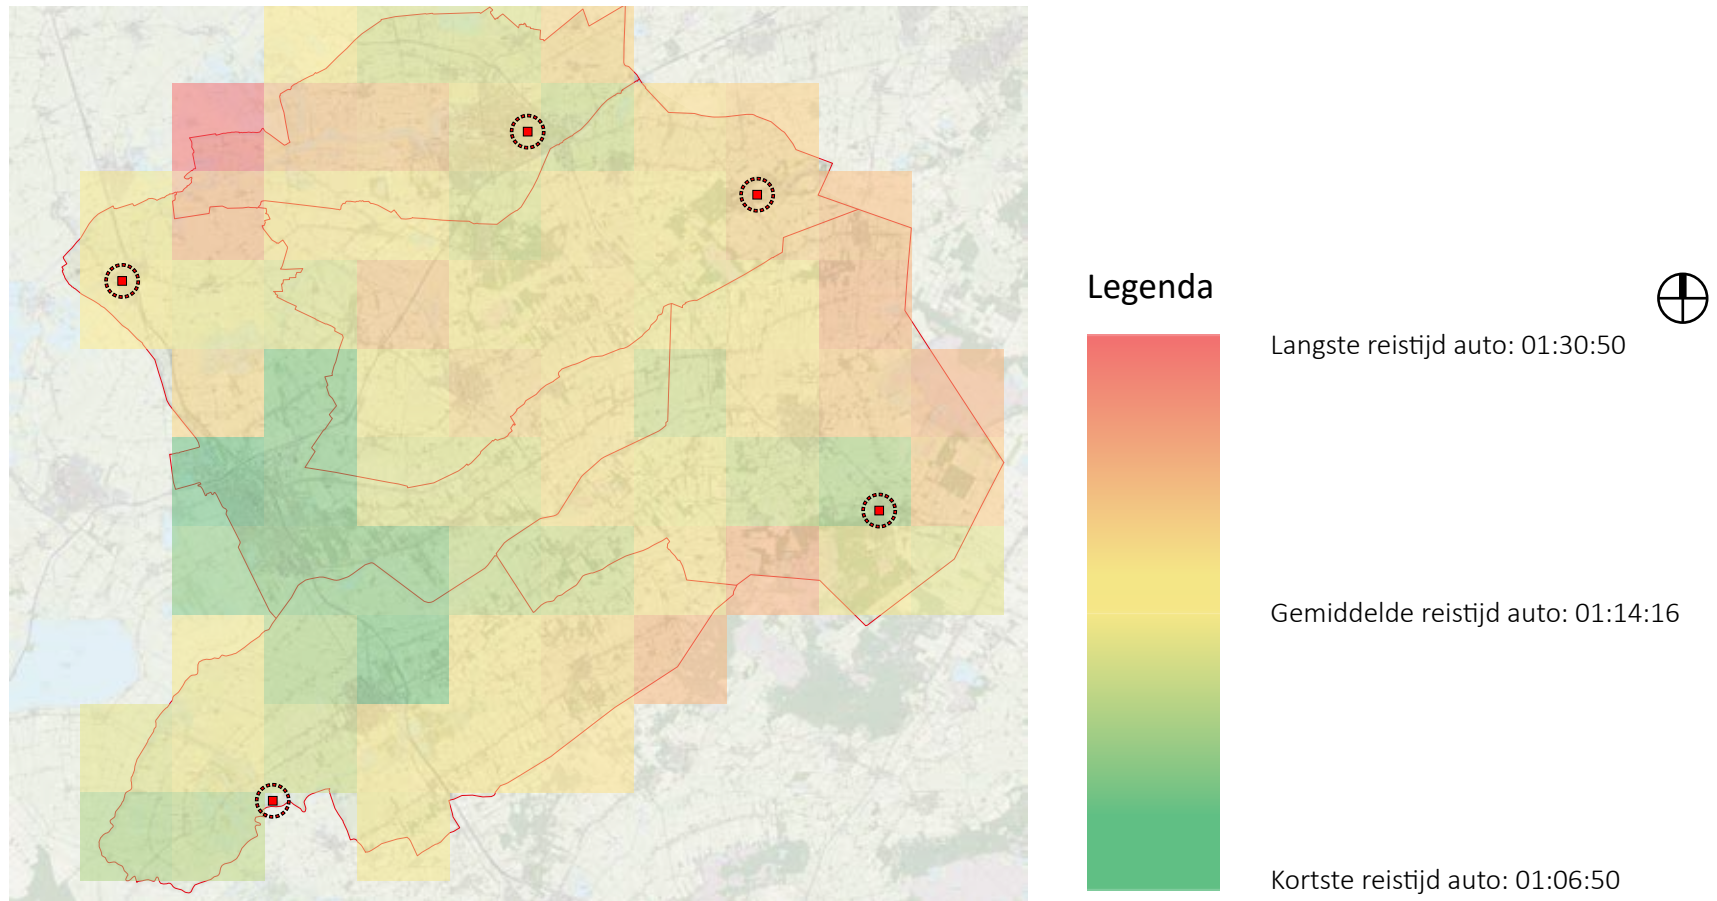 Legenda
Langste reistijd auto: 01:30:50
Gemiddelde reistijd auto: 01:14:16
Kortste reistijd auto: 01:06:50